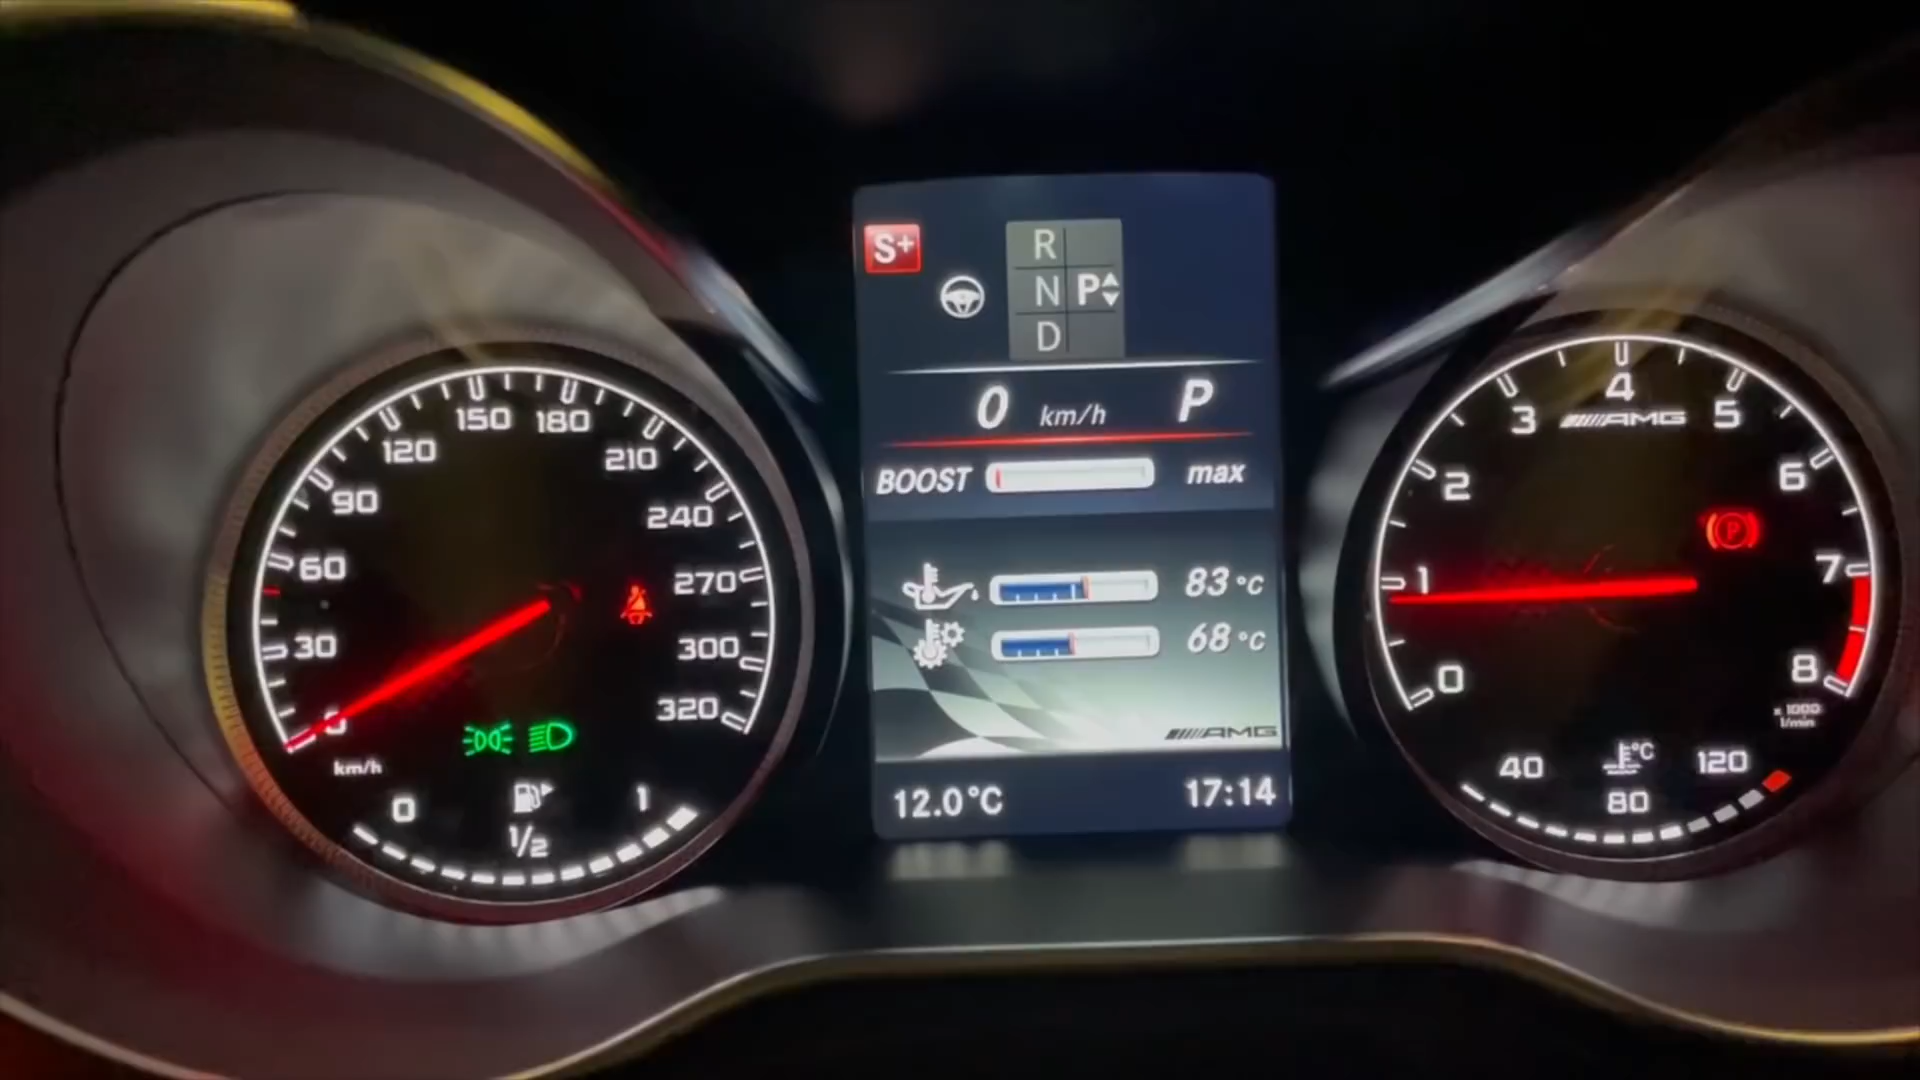 S+
R
N P
D
0 km/h P
BOOST max
83 °C
68 °C
AMG
12.0°C 17:14
0
30
60
90
120
150
180
210
240
270
300
320
km/h
0 1/2 1
0
1
2
3
4
5
6
7
8
AMG
P
x 1000
1/min
°C
40 80 120